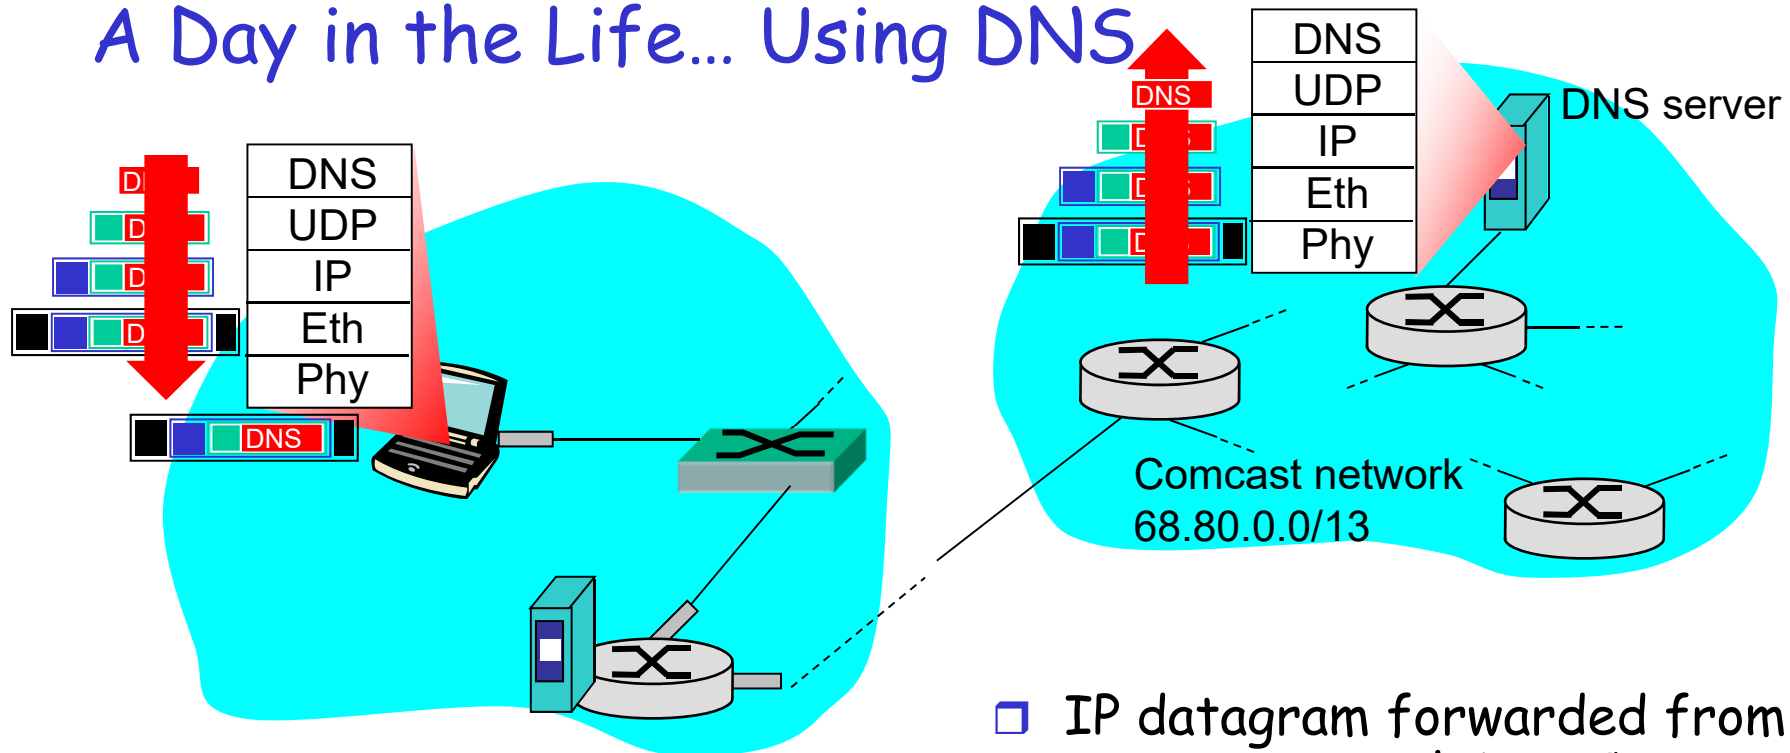 A Day in the Life... Using DNS
DNS
UDP
IP
Eth
Phy
DNS
DNS
DNS
UDP
IP
Eth
Phy
DNS server
Comcast network
68.80.0.0/13
IP datagram forwarded from